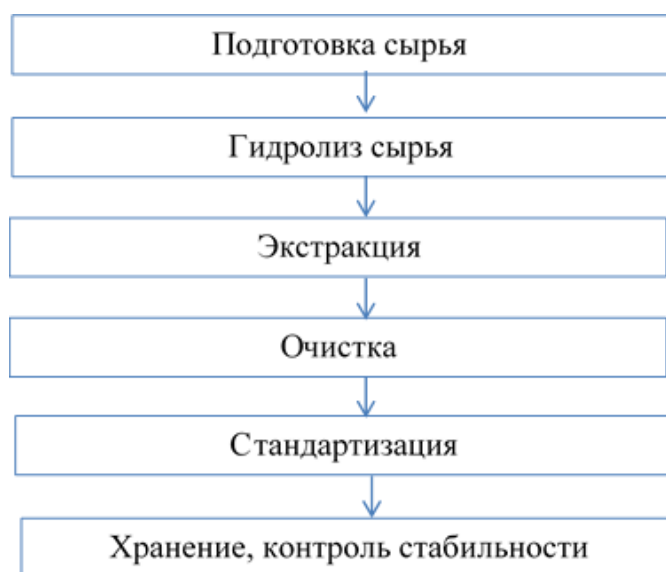 Подготовка сырья
Гидролиз сырья
Экстракция
Очистка
Стандартизация
Хранение, контроль стабильности